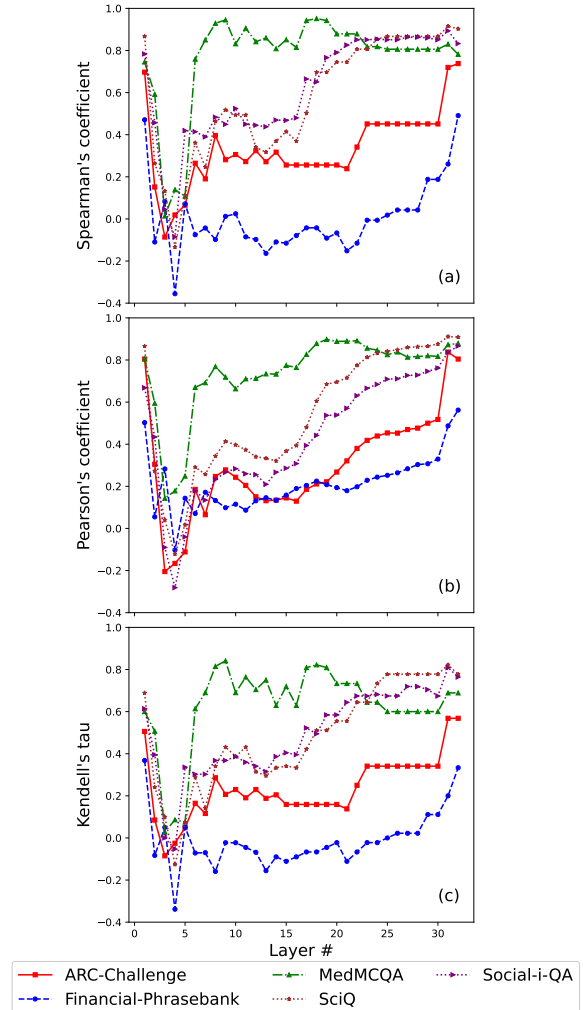 1.0
0.8
0.6
0.4
0.2
0.0
−0.2
−0.4
Spearman's coefficient
(a)
1.0
0.8
0.6
0.4
0.2
0.0
−0.2
−0.4
Pearson's coefficient
(b)
1.0
0.8
0.6
0.4
0.2
0.0
−0.2
−0.4
Kendell's tau
(c)
0 5 10 15 20 25 30
Layer #
ARC-Challenge MedMCQA Social-i-QA
Financial-Phrasebank SciQ